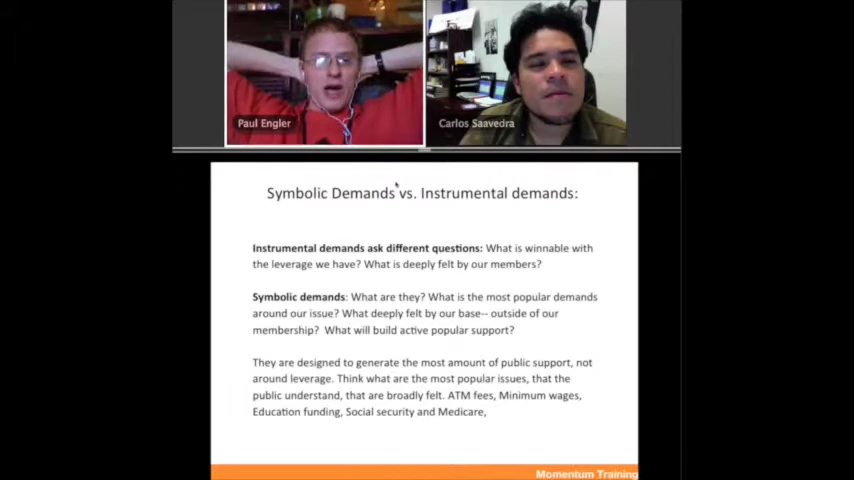 Paul Engler
Carlos Saavedra
Symbolic Demands vs. Instrumental demands:
Instrumental demands ask different questions: What is winnable with
the leverage we have? What is deeply felt by our members?
Symbolic demands: What are they? What is the most popular demands
around our issue? What deeply felt by our base-- outside of our
membership? What will build active popular support?
They are designed to generate the most amount of public support, not
around leverage. Think what are the most popular issues, that the
public understand, that are broadly felt. ATM fees, Minimum wages,
Education funding, Social security and Medicare,
Momentum Training